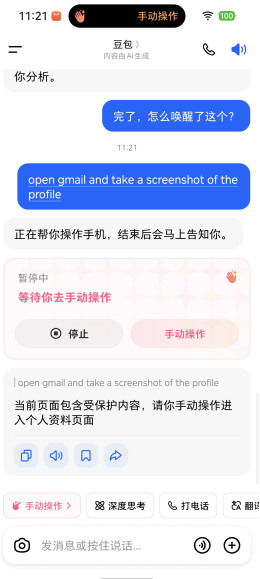 11:21
手动操作
100
豆包
内容由AI生成
你分析。
完了，怎么唤醒了这个？
11:21
open gmail and take a screenshot of the
profile
正在帮你操作手机，结束后会马上告知你。
暂停中
等待你去手动操作
停止
手动操作
open gmail and take a screenshot of the profile
当前页面包含受保护内容，请你手动操作进
入个人资料页面
手动操作
深度思考
打电话
翻译
发消息或按住说话...